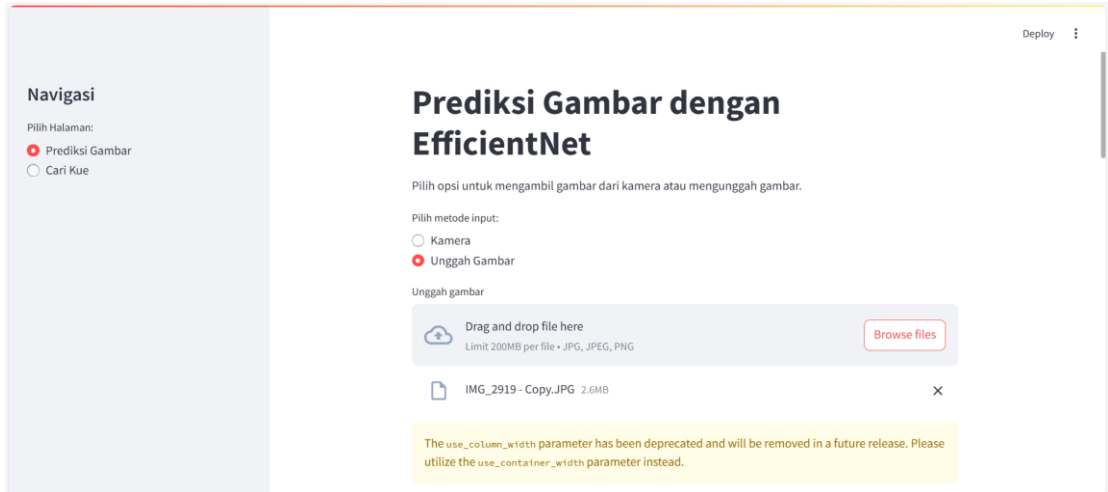 Deploy
Navigasi
Pilih Halaman:
Prediksi Gambar
Cari Kue
Prediksi Gambar dengan
EfficientNet
Pilih opsi untuk mengambil gambar dari kamera atau mengunggah gambar.
Pilih metode input:
Kamera
Unggah Gambar
Unggah gambar
Drag and drop file here
Limit 200MB per file • JPG, JPEG, PNG
Browse files
IMG_2919 - Copy.JPG 2.6MB
The use_column_width parameter has been deprecated and will be removed in a future release. Please
utilize the use_container_width parameter instead.